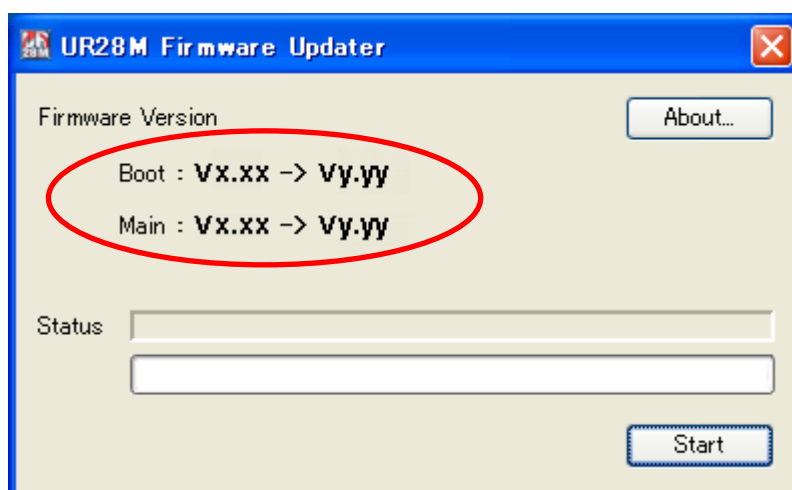 UR28M Firmware Updater
Firmware Version
About...
Boot : Vx.xx -> Vy.yy
Main : Vx.xx -> Vy.yy
Status
Start